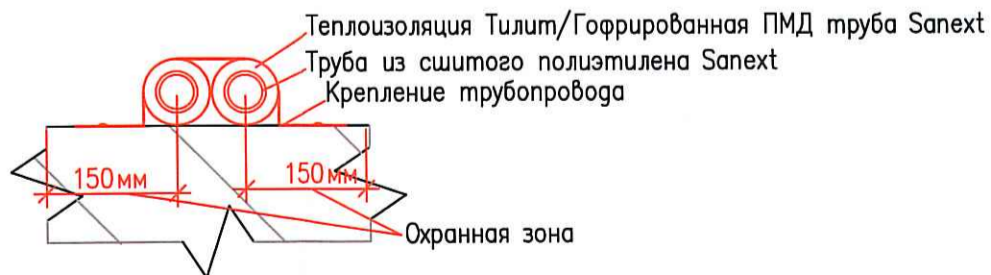 Теплоизоляция Тилит/Гофрированная ПМД труба Sanext
Труба из сшитого полиэтилена Sanext
Крепление трубопровода
150мм
150мм
Охранная зона